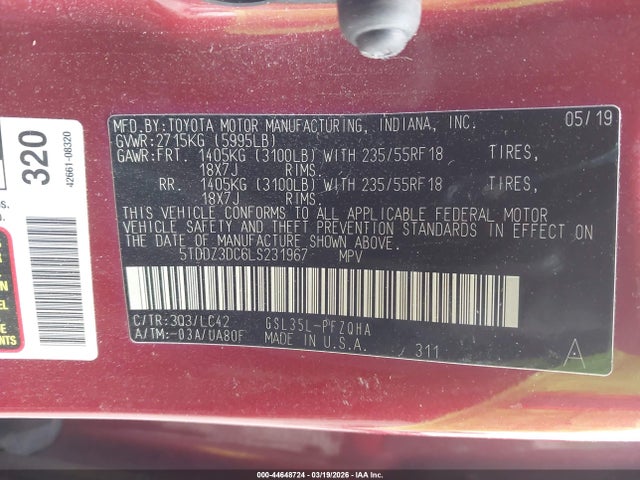 320
42661-08320
MFD.BY:TOYOTA MOTOR MANUFACTURING, INDIANA, INC. 05/19
GVWR:2715KG (5995LB)
GAWR:FRT. 1405KG (3100LB) WITH 235/55RF18 TIRES,
18X7J RIMS.
RR. 1405KG (3100LB) WITH 235/55RF18 TIRES,
18X7J RIMS.
THIS VEHICLE CONFORMS TO ALL APPLICABLE FEDERAL MOTOR
VEHICLE SAFETY AND THEFT PREVENTION STANDARDS IN EFFECT
ON THE DATE OF MANUFACTURE SHOWN ABOVE.
5TDDZ3DC6LS231967 MPV
C/TR:3Q3/LC42 GSL35L-PFZQHA
A/TM:-03A/UA80F MADE IN U.S.A. 311 A
000-44648724 - 03/19/2026 - IAA Inc.